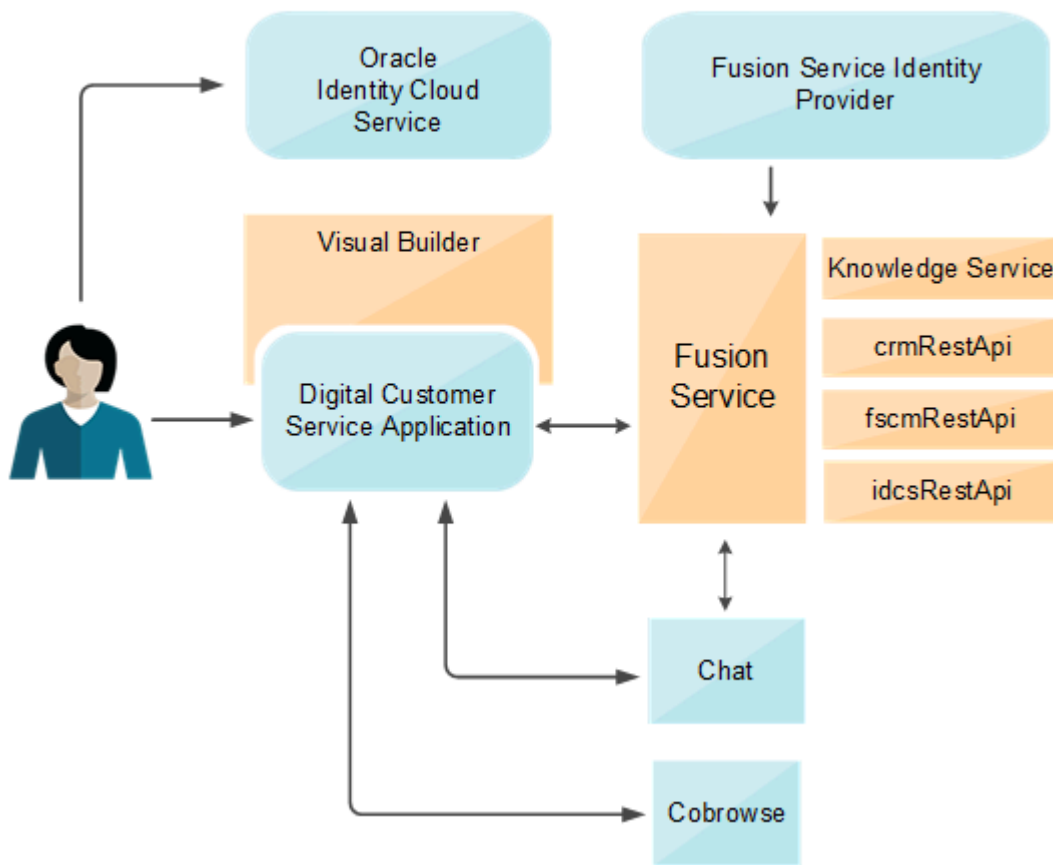 Oracle
Identity Cloud
Service
Fusion Service Identity
Provider
Visual Builder
Knowledge Service
crmRestApi
Fusion
Service
Digital Customer
Service Application
fscmRestApi
idcsRestApi
Chat
Cobrowse